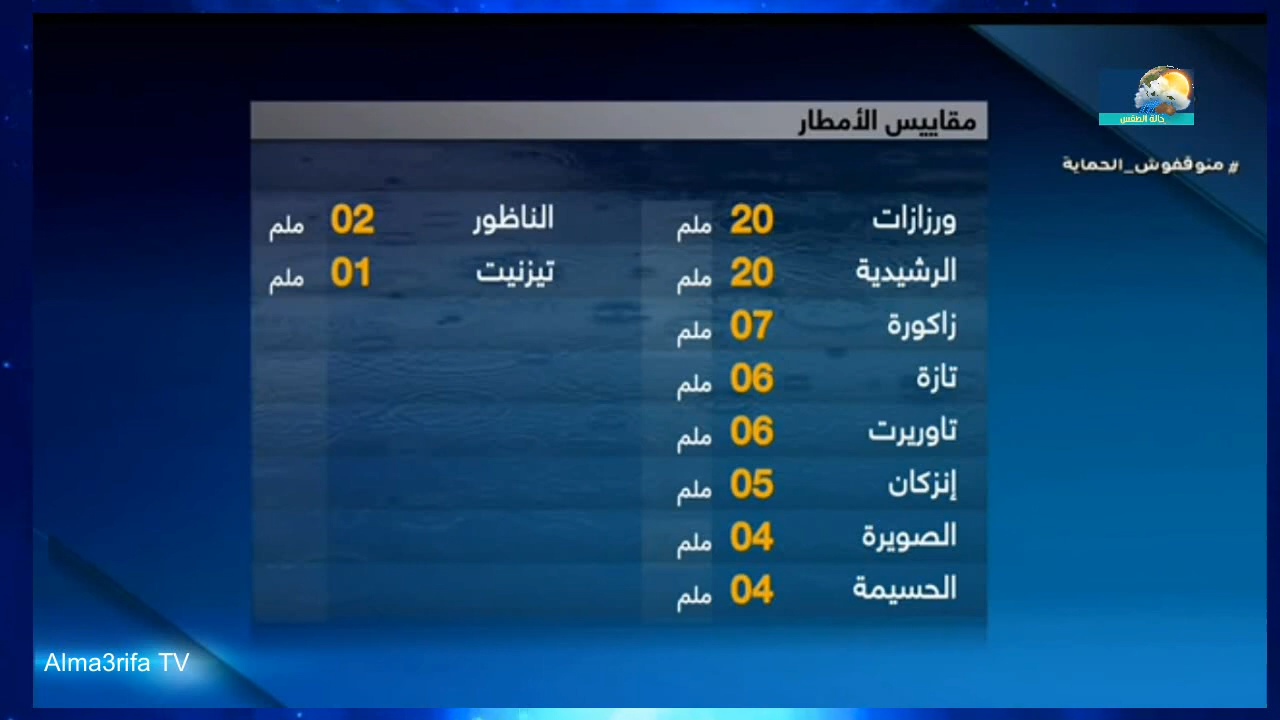 حالة الطقس
# منوقفوش_الحماية
مقاييس الأمطار
ورزازات 20 ملم
الرشيدية 20 ملم
زاكورة 07 ملم
تازة 06 ملم
تاوريرت 06 ملم
إنزكان 05 ملم
الصويرة 04 ملم
الحسيمة 04 ملم
الناظور 02 ملم
تيزنيت 01 ملم
Alma3rifa TV